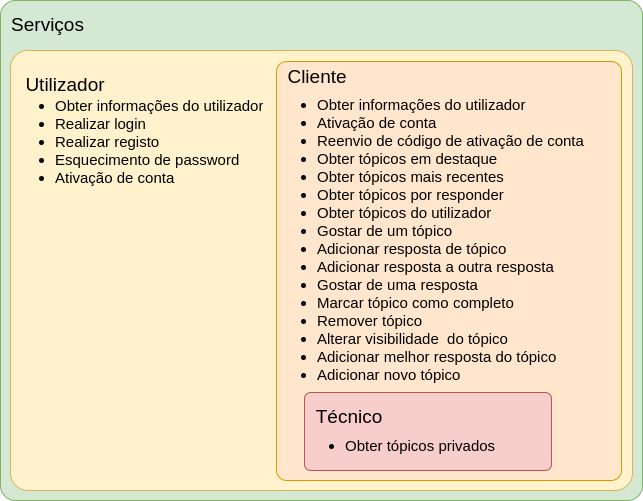 Serviços
Utilizador
Obter informações do utilizador
Realizar login
Realizar registo
Esquecimento de password
Ativação de conta
Cliente
Obter informações do utilizador
Ativação de conta
Reenvio de código de ativação de conta
Obter tópicos em destaque
Obter tópicos mais recentes
Obter tópicos por responder
Obter tópicos do utilizador
Gostar de um tópico
Adicionar resposta de tópico
Adicionar resposta a outra resposta
Gostar de uma resposta
Marcar tópico como completo
Remover tópico
Alterar visibilidade  do tópico
Adicionar melhor resposta do tópico
Adicionar novo tópico
Técnico
Obter tópicos privados